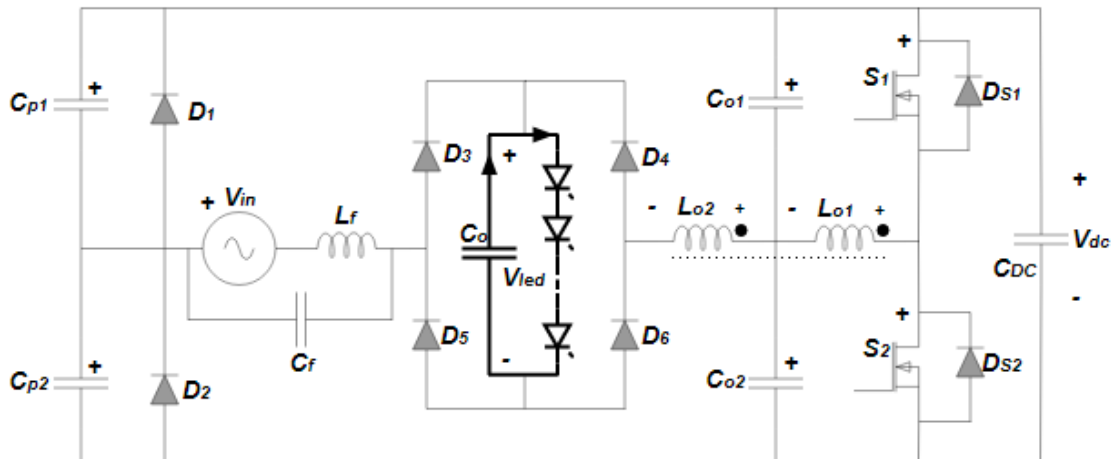 Cp1
+
D1
+
Vin
Lf
Cf
Cp2
+
D2
D3
D5
+
Co
Vled
-
D4
D6
-
Lo2
+
-
Lo1
+
Co1
+
Co2
+
+
S1
DS1
+
S2
DS2
CDC
+
Vdc
-